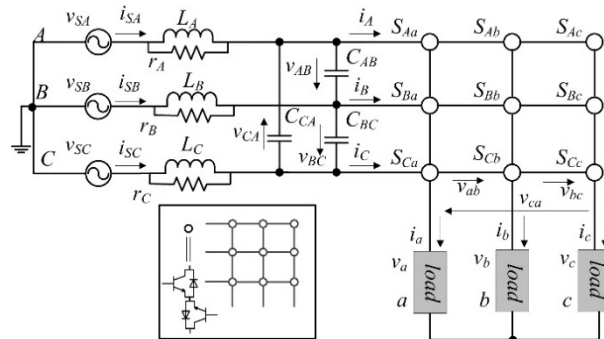 v_SA i_SA L_A i_A S_Aa S_Ab S_Ac
A
r_A v_AB C_AB
v_SB i_SB L_B i_B S_Ba S_Bb S_Bc
B
r_B v_CA C_CA C_BC
v_SC i_SC L_C v_BC i_C S_Ca S_Cb S_Cc
C
r_C v_ab v_bc
v_ca
i_a i_b i_c
v_a load v_b load v_c load
a b c